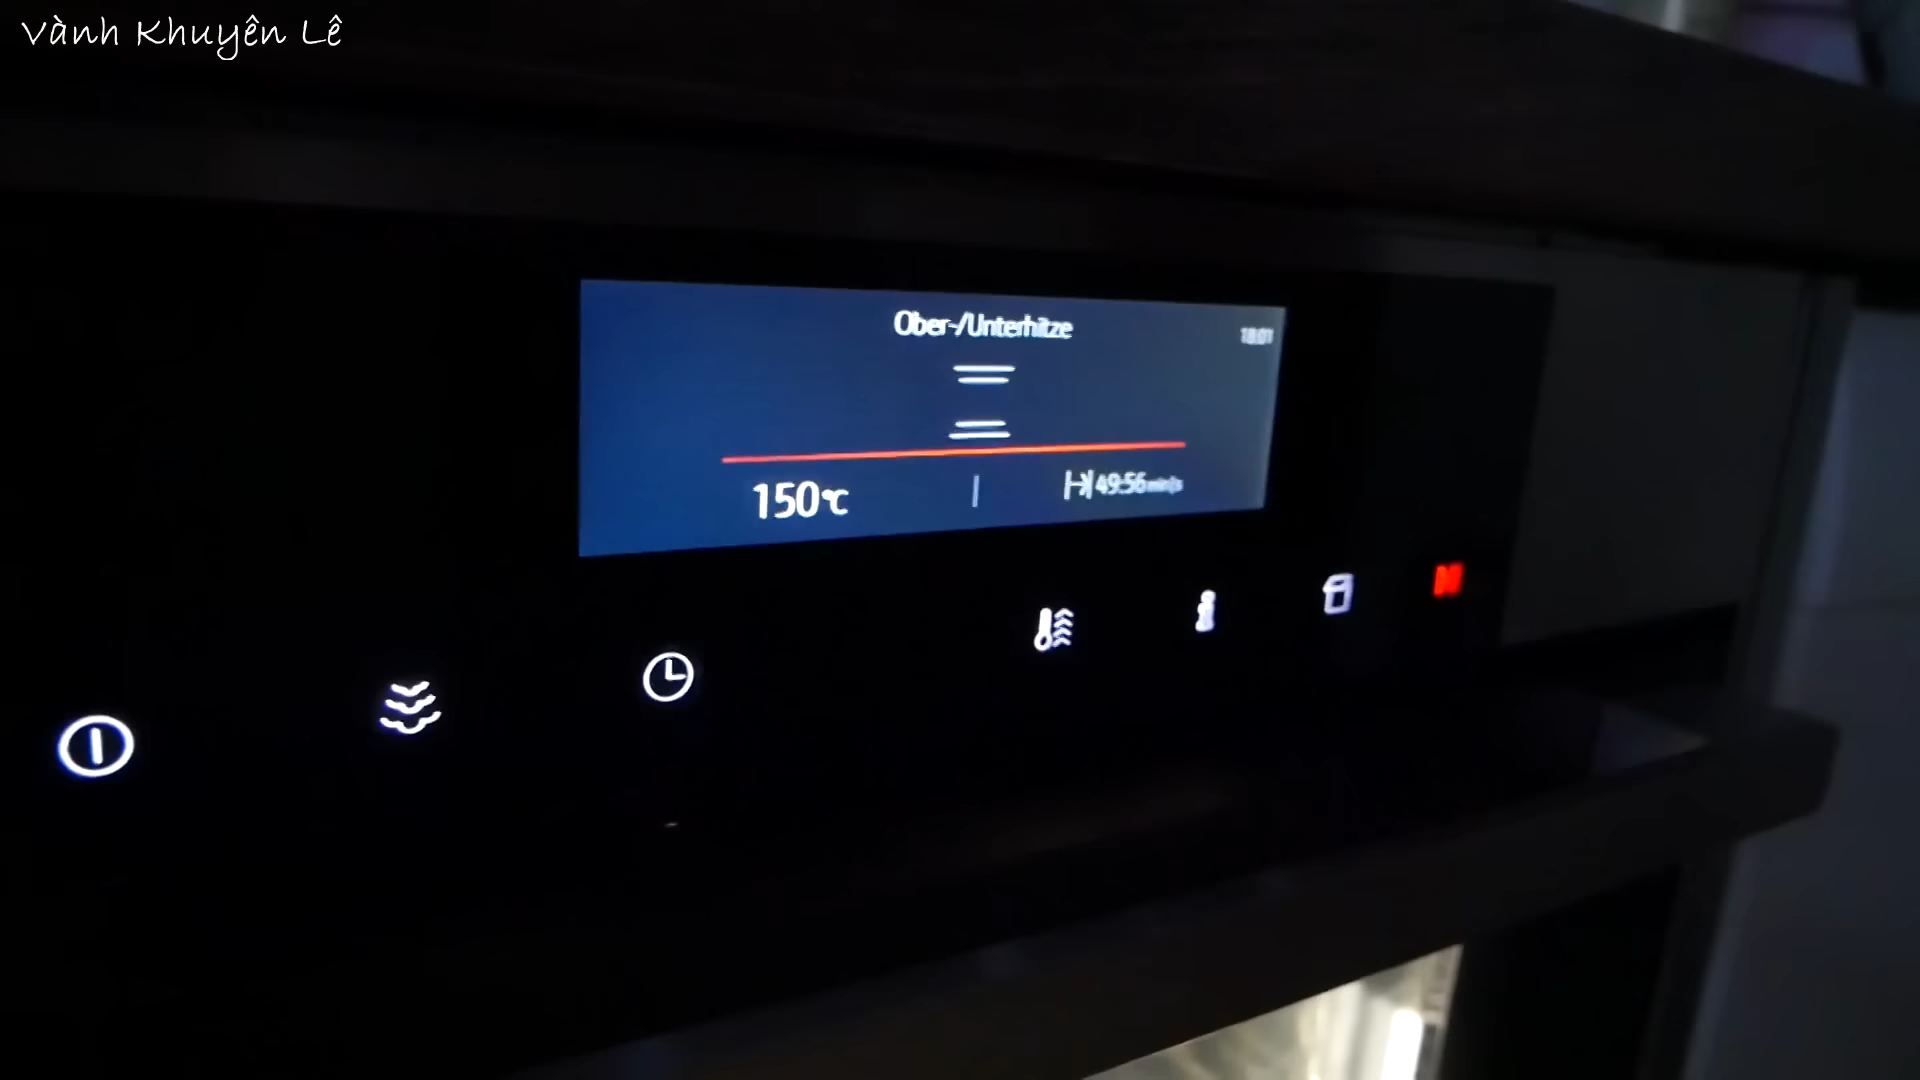 Vành Khuyên Lê
Ober-/Unterhitze
18:01
150°C
49:56 min|s